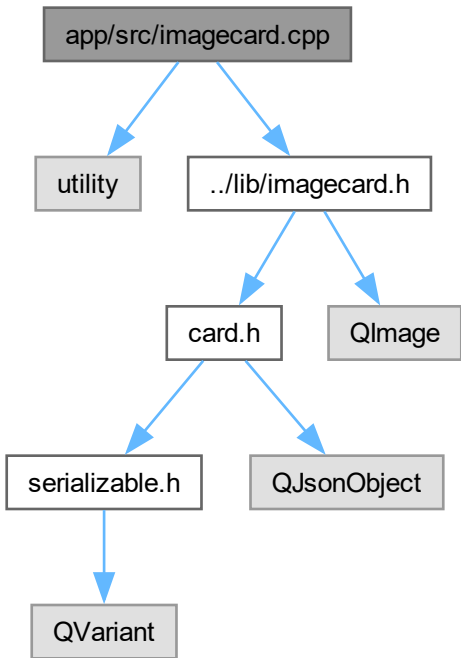 app/src/imagecard.cpp
utility
../lib/imagecard.h
card.h
QImage
serializable.h
QJsonObject
QVariant